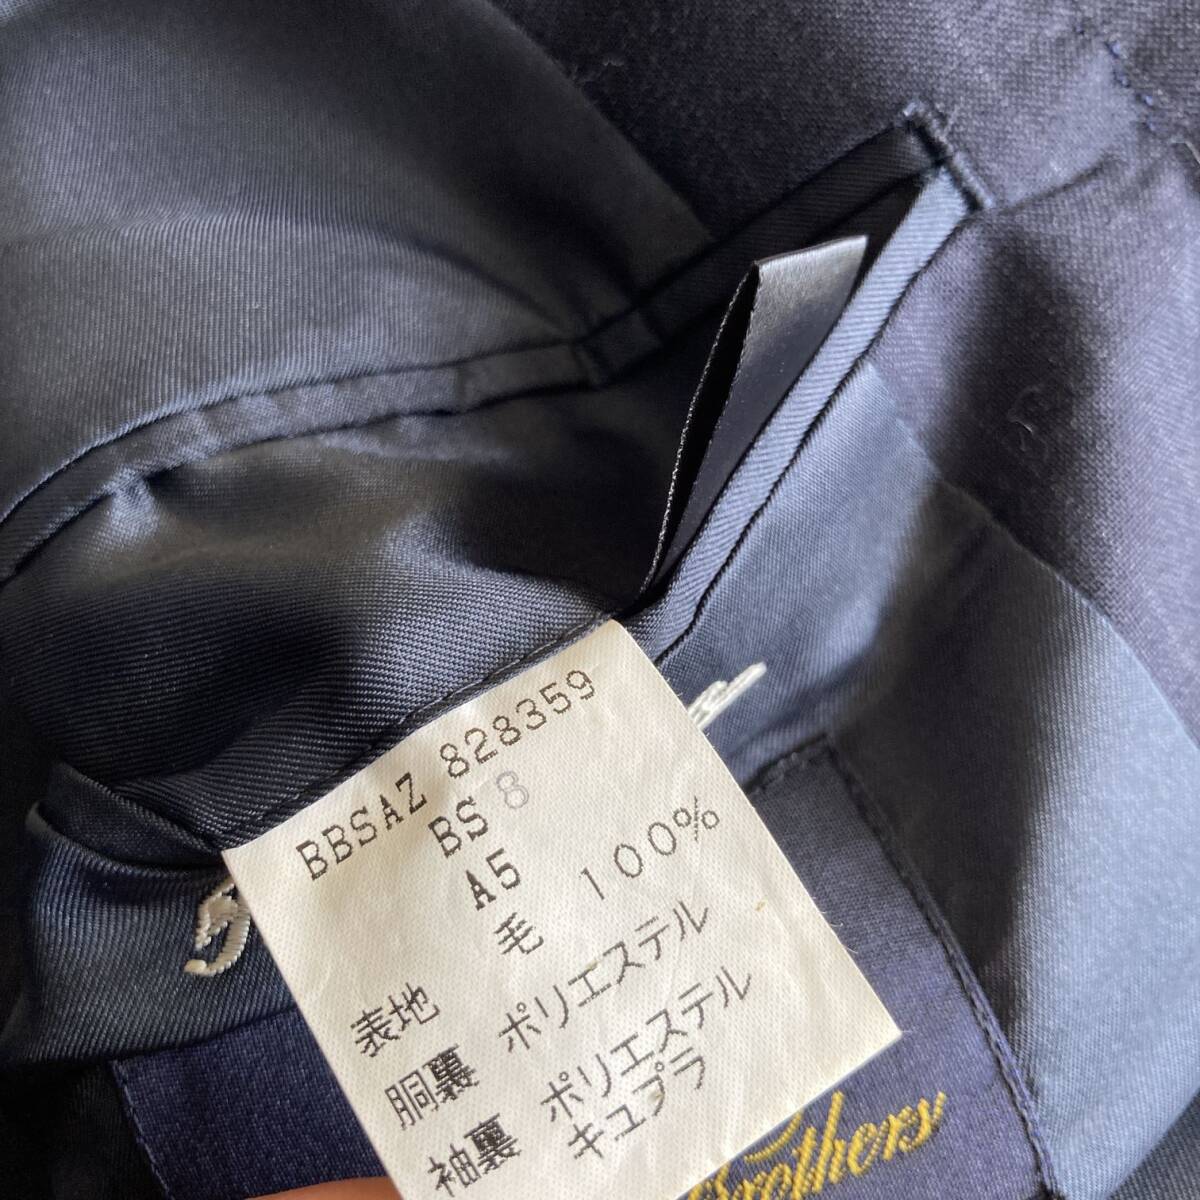 BBSAZ 828359
BS 8
A5
表地 毛 100%
胴裏 ポリエステル
袖裏 ポリエステル
キュプラ
Brothers